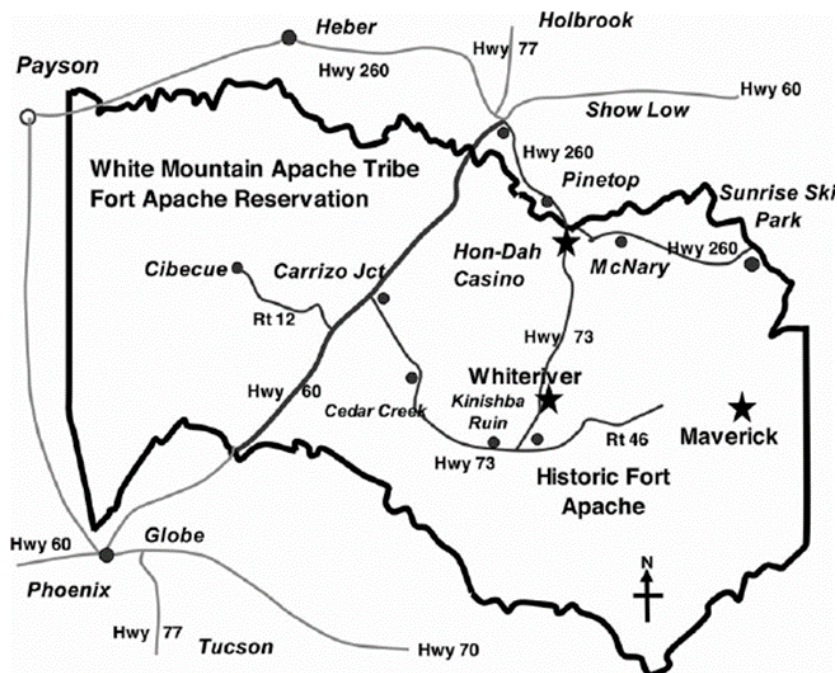 Heber
Holbrook
Hwy 77
Payson
Hwy 260
Hwy 60
Show Low
White Mountain Apache Tribe
Fort Apache Reservation
Hwy 260
Pinetop
Sunrise Ski
Park
Cibecue
Carrizo Jct
Hon-Dah
Casino
McNary
Hwy 260
Rt 12
Hwy 73
Hwy 60
Whiteriver
Cedar Creek
Kinishba
Ruin
Rt 46
Maverick
Hwy 73
Historic Fort
Apache
Hwy 60
Globe
Phoenix
N
Hwy 77
Tucson
Hwy 70